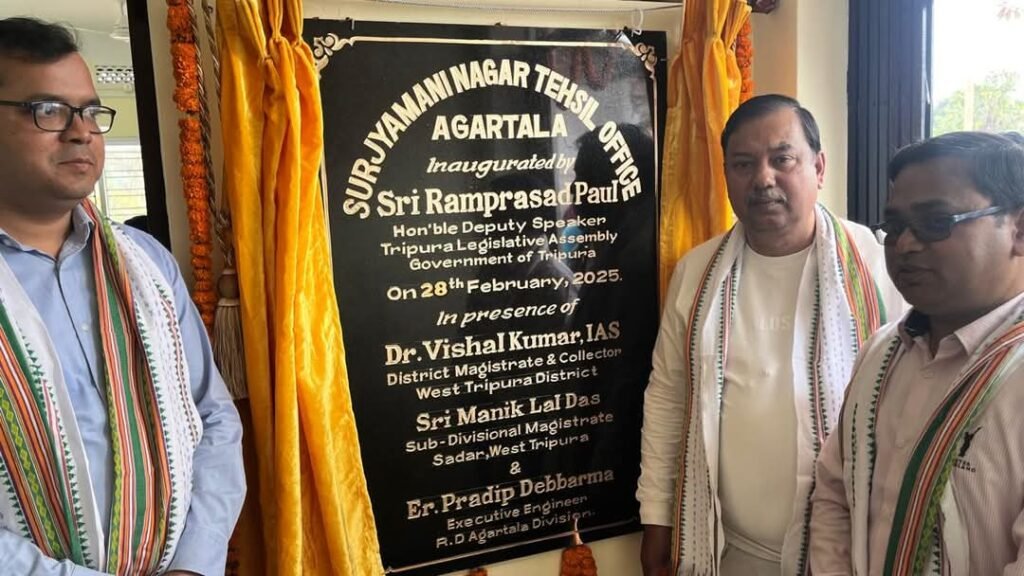 SURJYAMANI NAGAR TEHSIL OFFICE
AGARTALA
Inaugurated by
Sri Ramprasad Paul
Hon'ble Deputy Speaker
Tripura Legislative Assembly
Government of Tripura
On 28th February, 2025.
In presence of
Dr. Vishal Kumar, IAS
District Magistrate & Collector
West Tripura District
Sri Manik Lal Das
Sub-Divisional Magistrate
Sadar, West Tripura
&
Er. Pradip Debbarma
Executive Engineer
R.D Agartala Division.